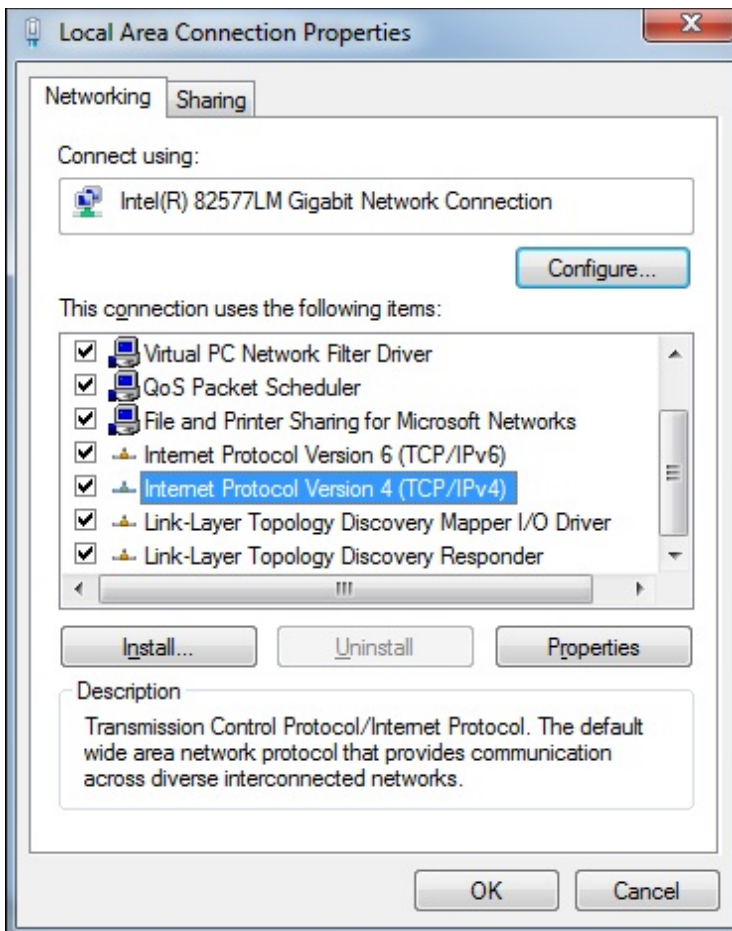 Local Area Connection Properties
Networking
Sharing
Connect using:
Intel(R) 82577LM Gigabit Network Connection
Configure...
This connection uses the following items:
Virtual PC Network Filter Driver
QoS Packet Scheduler
File and Printer Sharing for Microsoft Networks
Internet Protocol Version 6 (TCP/IPv6)
Internet Protocol Version 4 (TCP/IPv4)
Link-Layer Topology Discovery Mapper I/O Driver
Link-Layer Topology Discovery Responder
Install...
Uninstall
Properties
Description
Transmission Control Protocol/Internet Protocol. The default
wide area network protocol that provides communication
across diverse interconnected networks.
OK
Cancel